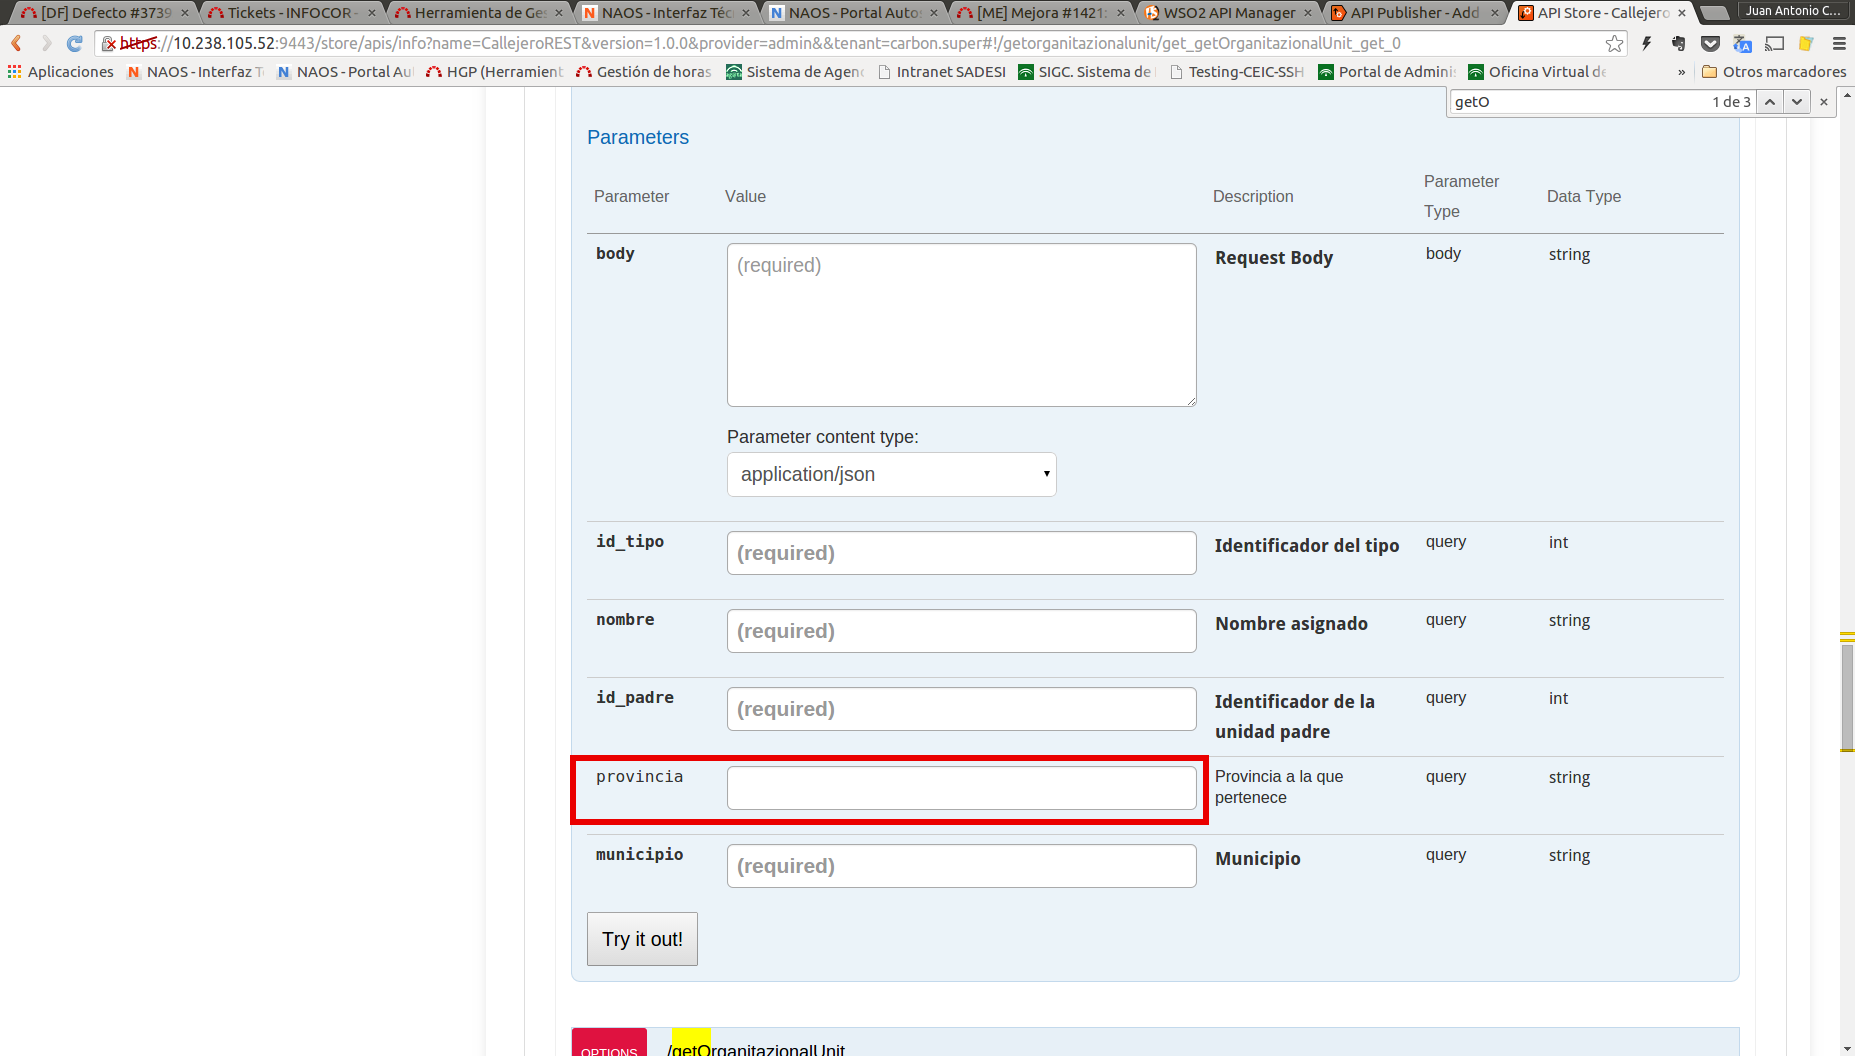 [DF] Defecto #3739
Tickets - INFOCOR -
Herramienta de Ges
NAOS - Interfaz Téc
NAOS - Portal Autos
[ME] Mejora #1421:
WSO2 API Manager
API Publisher - Add
API Store - Callejero
Juan Antonio C...
https://10.238.105.52:9443/store/apis/info?name=CallejeroREST&version=1.0.0&provider=admin&&tenant=carbon.super#!/getorganitazionalunit/get_getOrganitazionalUnit_get_0
Aplicaciones
NAOS - Interfaz T
NAOS - Portal Au
HGP (Herramient
Gestión de horas
Sistema de Agen
Intranet SADESI
SIGC. Sistema de
Testing-CEIC-SSH
Portal de Adminis
Oficina Virtual de
»
Otros marcadores
getO
1 de 3
Parameters
Parameter
Value
Description
Parameter Type
Data Type
body
(required)
Request Body
body
string
Parameter content type:
application/json
id_tipo
(required)
Identificador del tipo
query
int
nombre
(required)
Nombre asignado
query
string
id_padre
(required)
Identificador de la
unidad padre
query
int
provincia
Provincia a la que
pertenece
query
string
municipio
(required)
Municipio
query
string
Try it out!
OPTIONS
/getOrganitazionalUnit